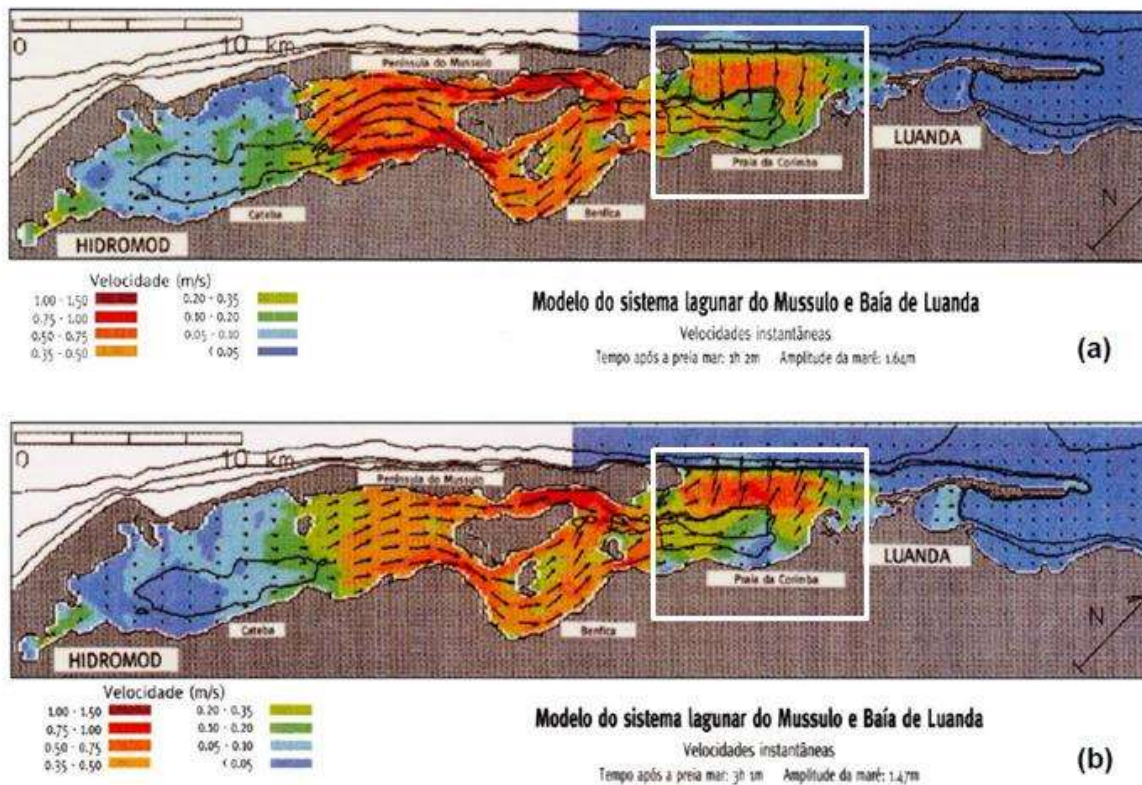 0 10 km
Península do Mussulo
LUANDA
Praia da Corimba
Cateba
Benfica
N
HIDROMOD
Velocidade (m/s)
1.00 - 1.50 0.20 - 0.35
0.75 - 1.00 0.10 - 0.20
0.50 - 0.75 0.05 - 0.10
0.35 - 0.50 < 0.05
Modelo do sistema lagunar do Mussulo e Baía de Luanda
Velocidades instantâneas
Tempo após a preia mar: 1h 2m Amplitude da maré: 1.64m
(a)
0 10 km
Península do Mussulo
LUANDA
Praia da Corimba
Cateba
Benfica
N
HIDROMOD
Velocidade (m/s)
1.00 - 1.50 0.20 - 0.35
0.75 - 1.00 0.10 - 0.20
0.50 - 0.75 0.05 - 0.10
0.35 - 0.50 < 0.05
Modelo do sistema lagunar do Mussulo e Baía de Luanda
Velocidades instantâneas
Tempo após a preia mar: 3h 1m Amplitude da maré: 1.47m
(b)